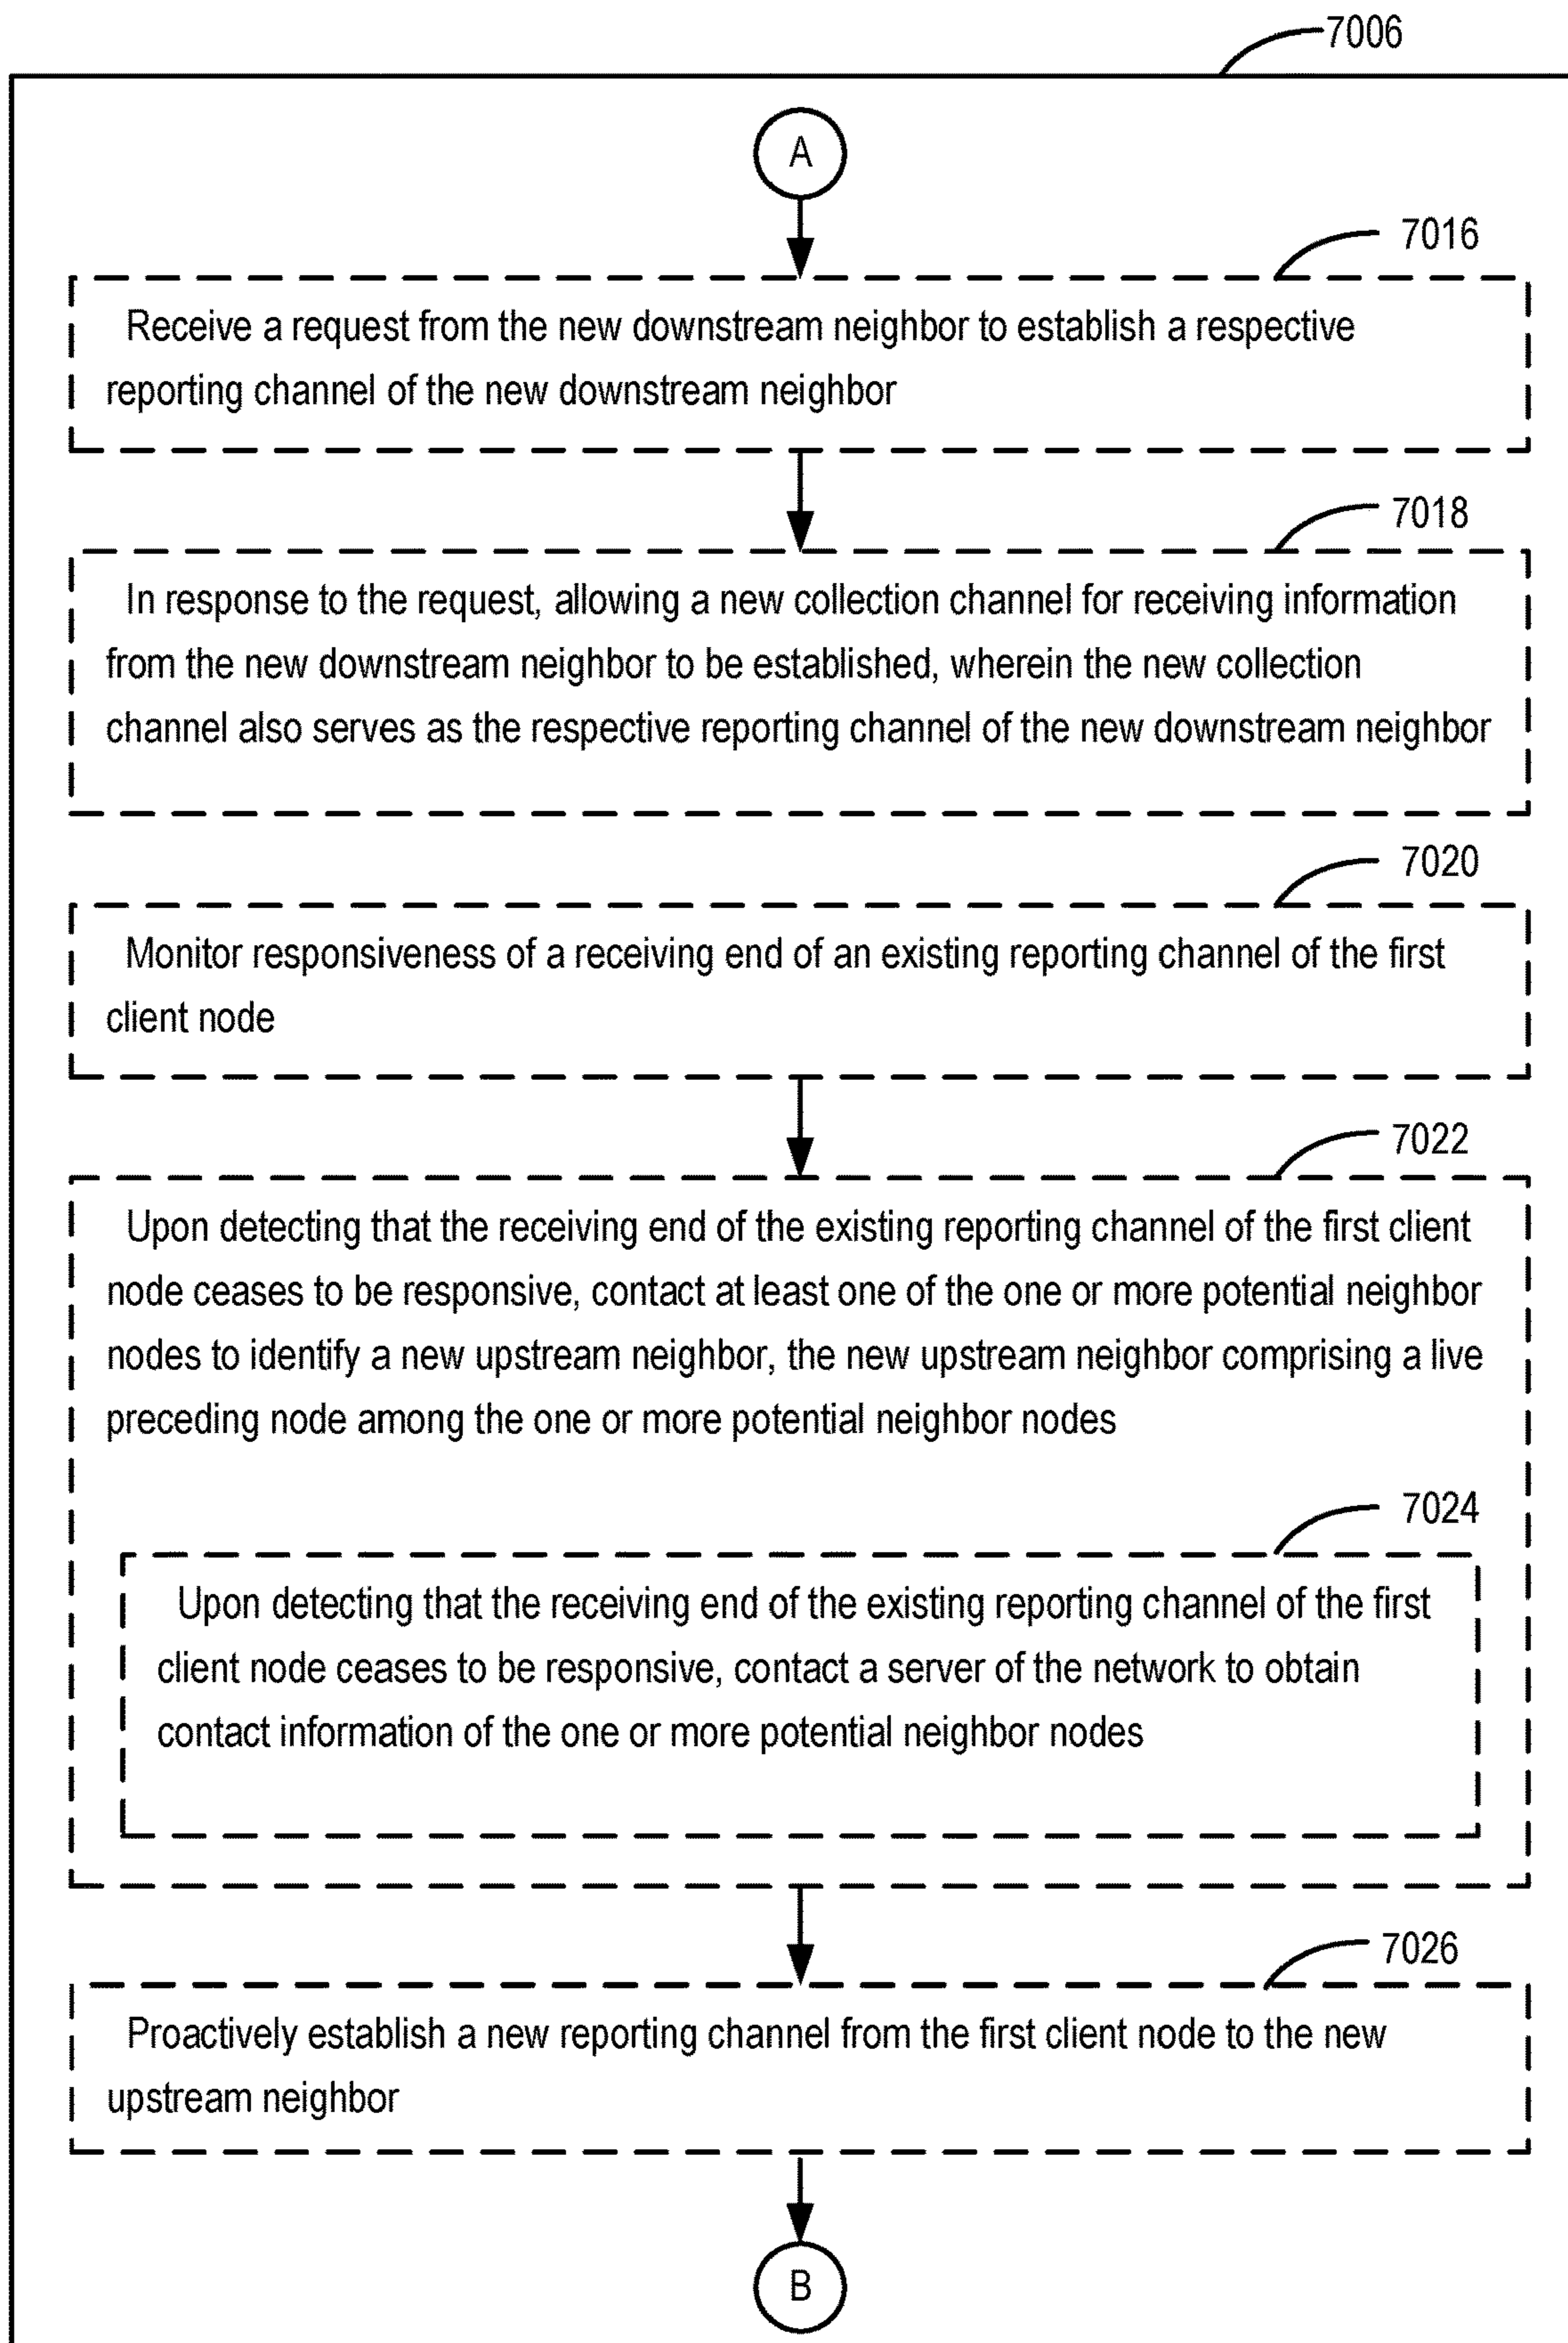 7006
A
7016
Receive a request from the new downstream neighbor to establish a respective
reporting channel of the new downstream neighbor
7018
In response to the request, allowing a new collection channel for receiving information
from the new downstream neighbor to be established, wherein the new collection
channel also serves as the respective reporting channel of the new downstream neighbor
7020
Monitor responsiveness of a receiving end of an existing reporting channel of the first
client node
7022
Upon detecting that the receiving end of the existing reporting channel of the first client
node ceases to be responsive, contact at least one of the one or more potential neighbor
nodes to identify a new upstream neighbor, the new upstream neighbor comprising a live
preceding node among the one or more potential neighbor nodes
7024
Upon detecting that the receiving end of the existing reporting channel of the first
client node ceases to be responsive, contact a server of the network to obtain
contact information of the one or more potential neighbor nodes
7026
Proactively establish a new reporting channel from the first client node to the new
upstream neighbor
B